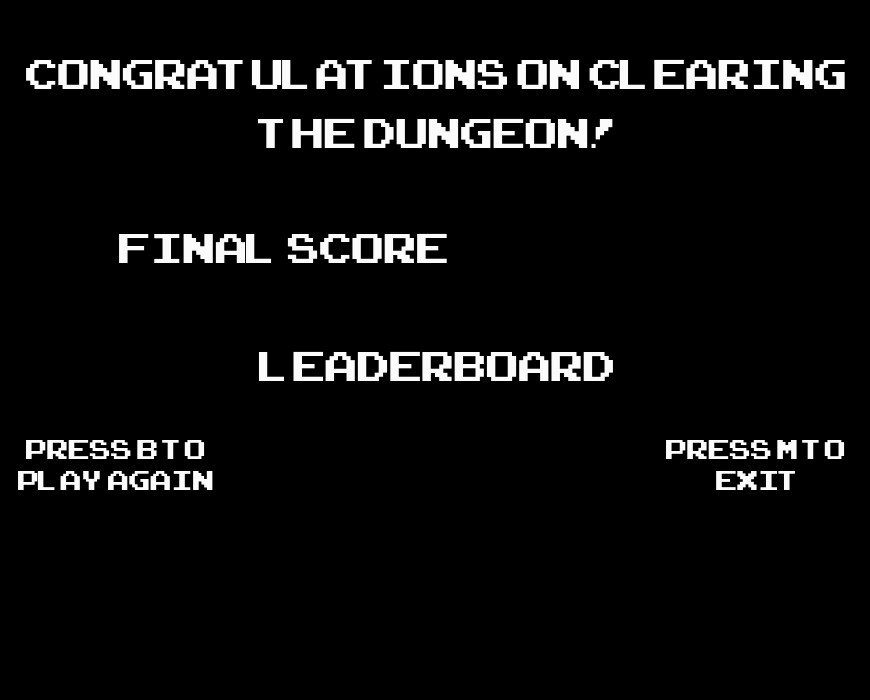 CONGRATULATIONS ON CLEARING
THE DUNGEON!
FINAL SCORE
LEADERBOARD
PRESS B TO
PLAY AGAIN
PRESS M TO
EXIT